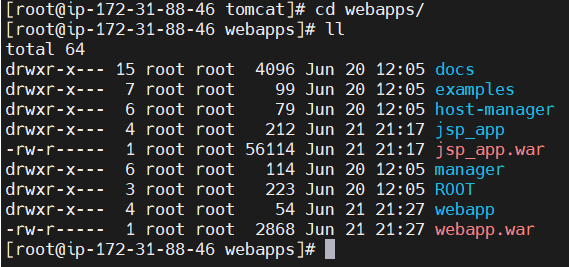 [root@ip-172-31-88-46 tomcat]# cd webapps/
[root@ip-172-31-88-46 webapps]# ll
total 64
drwxr-x--- 15 root root  4096 Jun 20 12:05 docs
drwxr-x---  7 root root    99 Jun 20 12:05 examples
drwxr-x---  6 root root    79 Jun 20 12:05 host-manager
drwxr-x---  4 root root   212 Jun 21 21:17 jsp_app
-rw-r-----  1 root root 56114 Jun 21 21:17 jsp_app.war
drwxr-x---  6 root root   114 Jun 20 12:05 manager
drwxr-x---  3 root root   223 Jun 20 12:05 ROOT
drwxr-x---  4 root root    54 Jun 21 21:27 webapp
-rw-r-----  1 root root  2868 Jun 21 21:27 webapp.war
[root@ip-172-31-88-46 webapps]#